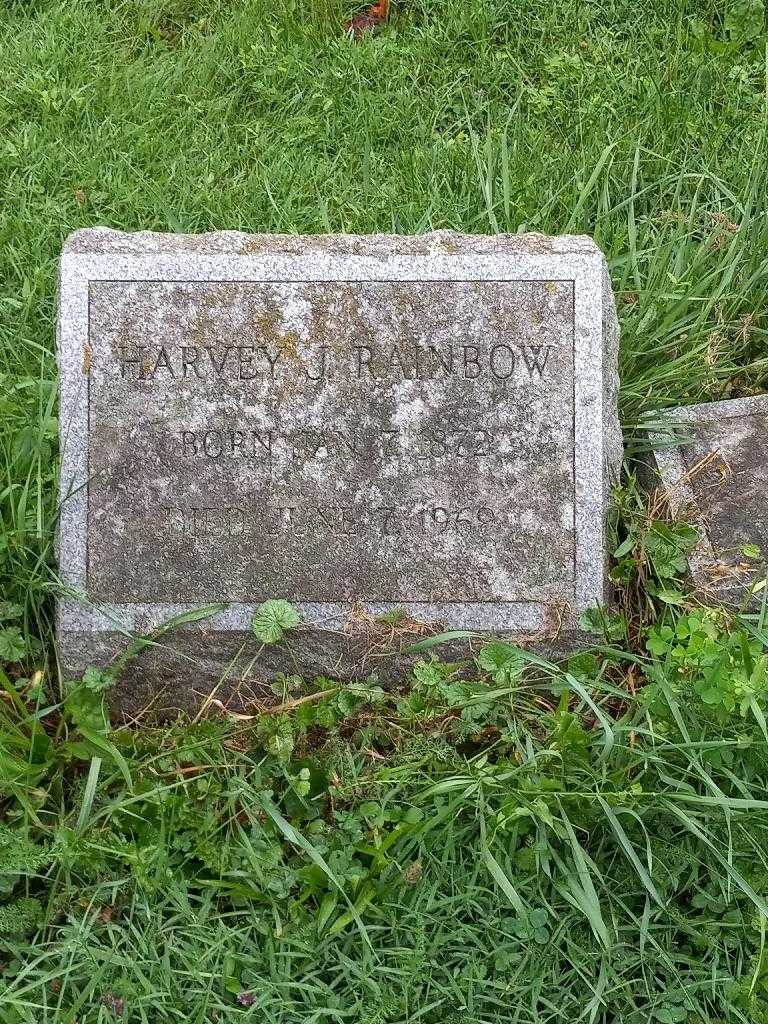 HARVEY J. RAINBOW
BORN JAN. 7, 1872
DIED JUNE 7, 1969